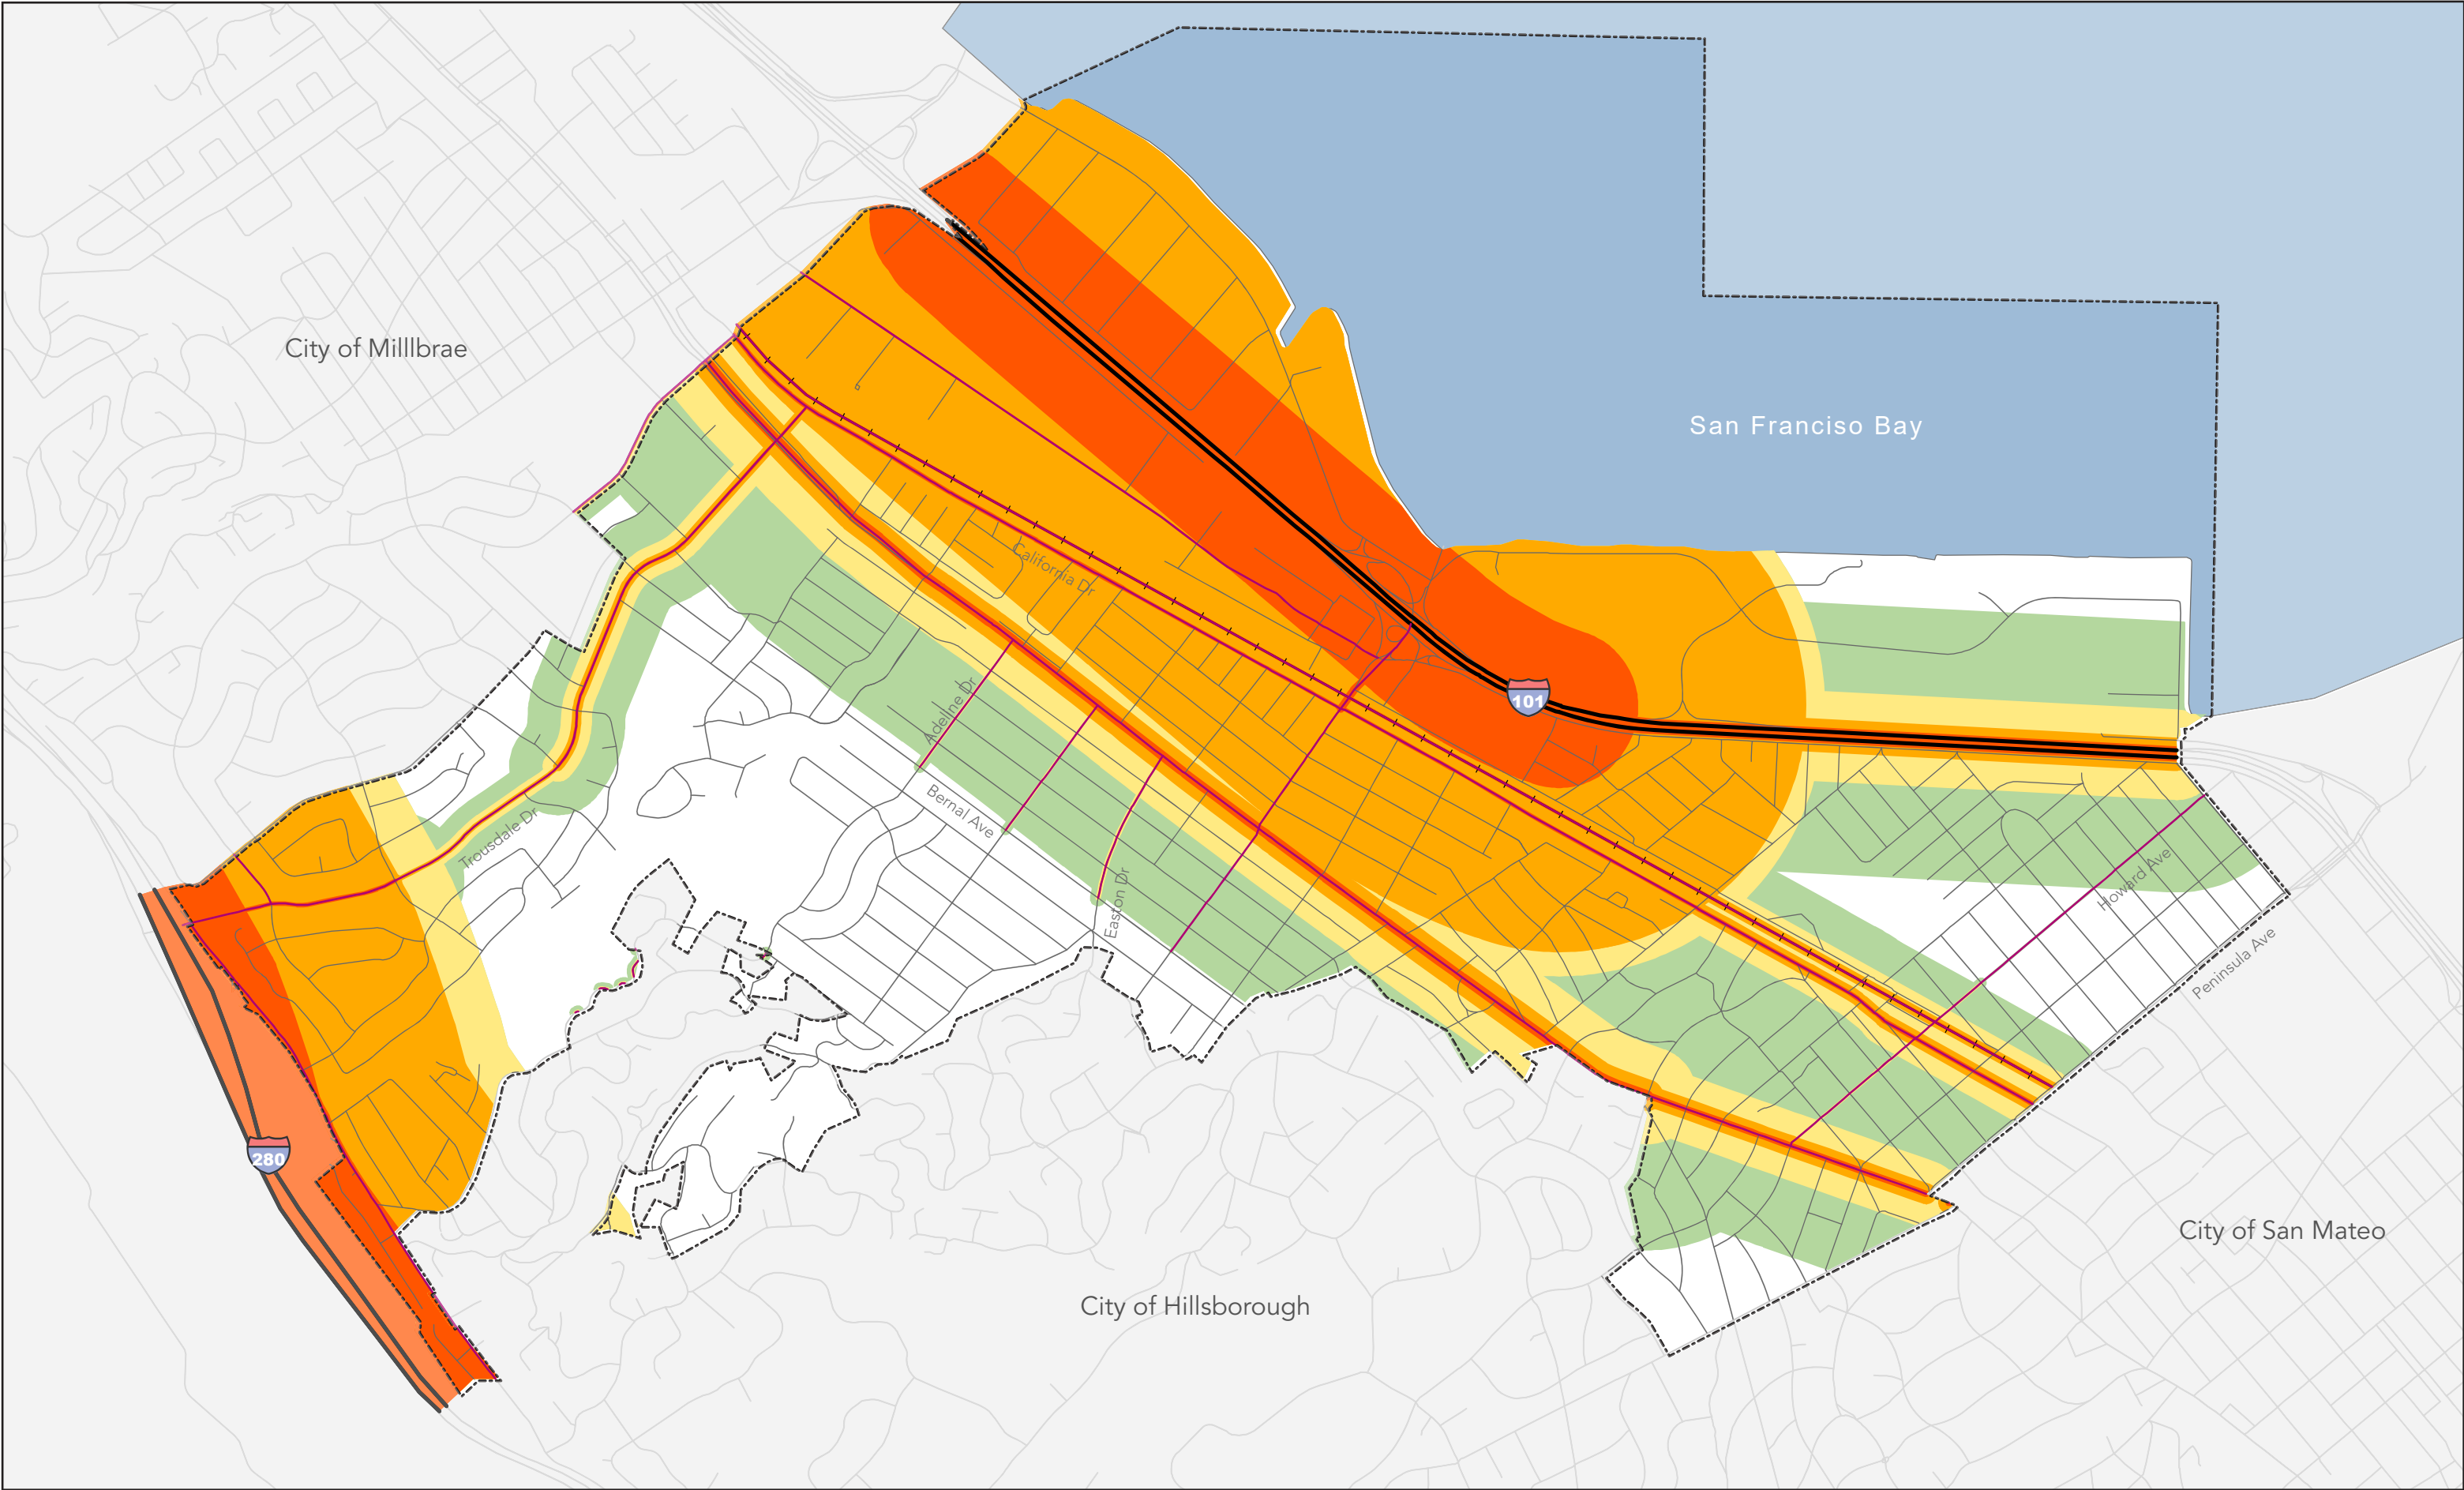 City of Milllbrae
San Franciso Bay
California Dr
101
Adeline Dr
Bernal Ave
Trousdale Dr
Easton Dr
Howard Ave
Peninsula Ave
280
City of San Mateo
City of Hillsborough